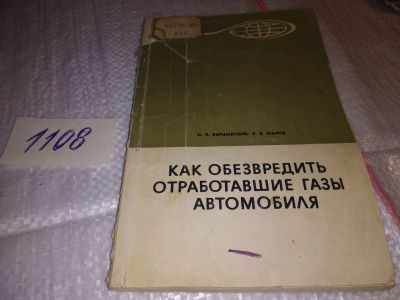 1108
И. Л. ВАРШАВСКИЙ, Р. В. МАЛОВ
КАК ОБЕЗВРЕДИТЬ
ОТРАБОТАВШИЕ ГАЗЫ
АВТОМОБИЛЯ